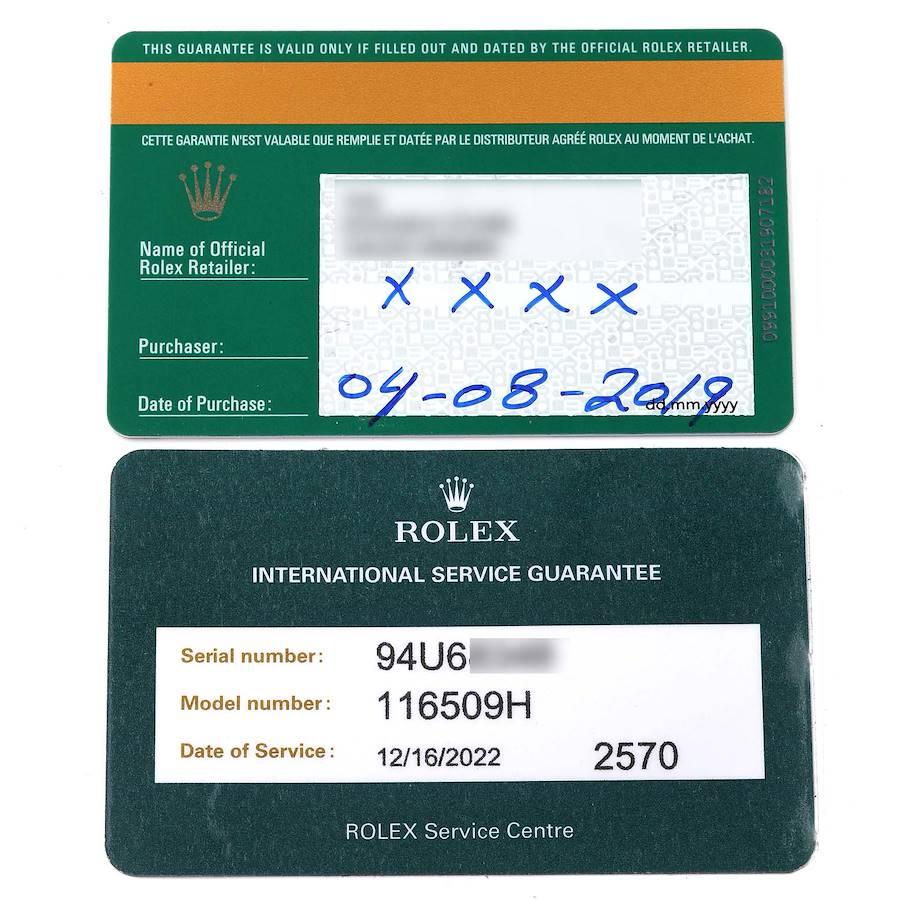 THIS GUARANTEE IS VALID ONLY IF FILLED OUT AND DATED BY THE OFFICIAL ROLEX RETAILER.
CETTE GARANTIE N'EST VALABLE QUE REMPLIE ET DATÉE PAR LE DISTRIBUTEUR AGRÉÉ ROLEX AU MOMENT DE L'ACHAT.
Name of Official
Rolex Retailer:
X X X X
Purchaser:
Date of Purchase:
04-08-2019
dd.mm.yyyy
0991000031907182
ROLEX
INTERNATIONAL SERVICE GUARANTEE
Serial number: 94U6
Model number: 116509H
Date of Service: 12/16/2022 2570
ROLEX Service Centre